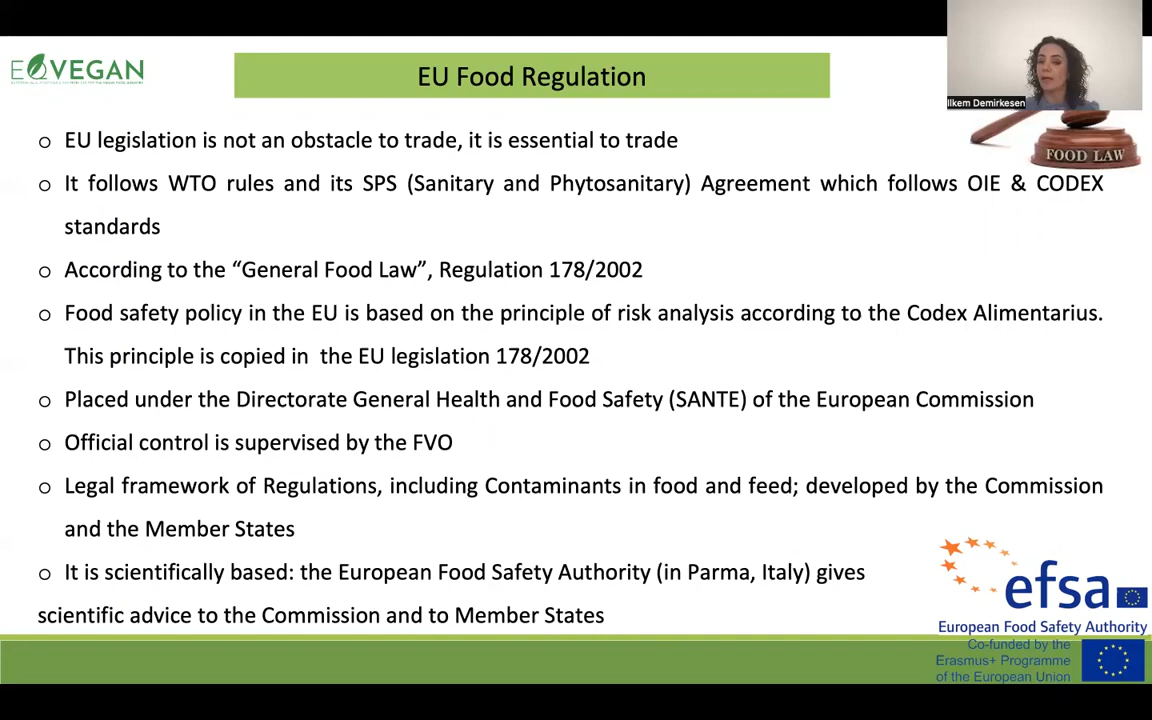 EQVEGAN
EU Food Regulation
Ilkem Demirkesen
FOOD LAW
o EU legislation is not an obstacle to trade, it is essential to trade
o It follows WTO rules and its SPS (Sanitary and Phytosanitary) Agreement which follows OIE & CODEX
standards
o According to the “General Food Law”, Regulation 178/2002
o Food safety policy in the EU is based on the principle of risk analysis according to the Codex Alimentarius.
This principle is copied in the EU legislation 178/2002
o Placed under the Directorate General Health and Food Safety (SANTE) of the European Commission
o Official control is supervised by the FVO
o Legal framework of Regulations, including Contaminants in food and feed; developed by the Commission
and the Member States
o It is scientifically based: the European Food Safety Authority (in Parma, Italy) gives
scientific advice to the Commission and to Member States
efsa
European Food Safety Authority
Co-funded by the
Erasmus+ Programme
of the European Union